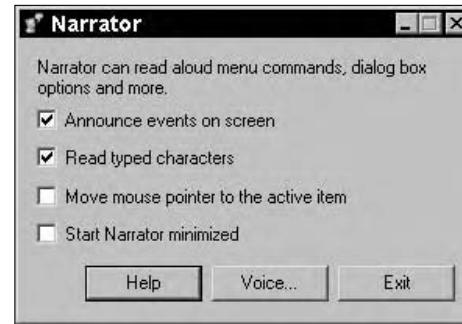 Narrator
Narrator can read aloud menu commands, dialog box
options and more.
Announce events on screen
Read typed characters
Move mouse pointer to the active item
Start Narrator minimized
Help Voice... Exit